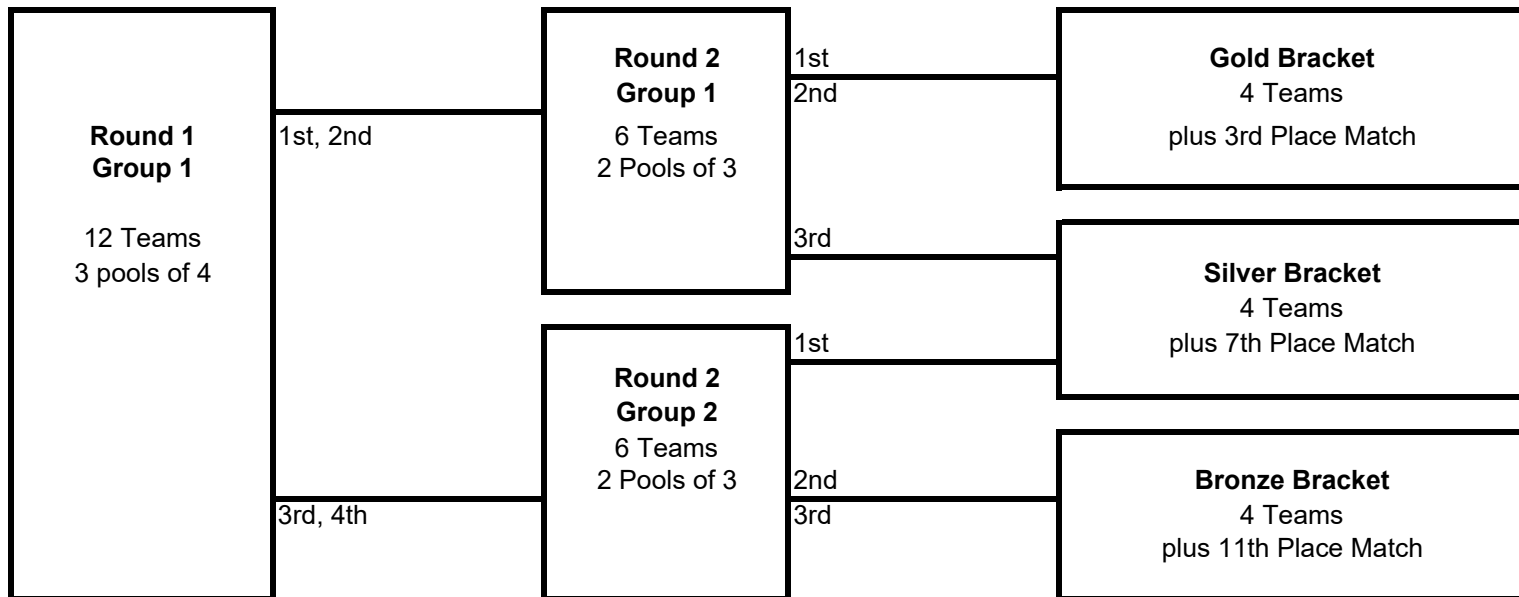 Round 1
Group 1
12 Teams
3 pools of 4
1st, 2nd
3rd, 4th
Round 2
Group 1
6 Teams
2 Pools of 3
1st
2nd
3rd
Round 2
Group 2
6 Teams
2 Pools of 3
1st
2nd
3rd
Gold Bracket
4 Teams
plus 3rd Place Match
Silver Bracket
4 Teams
plus 7th Place Match
Bronze Bracket
4 Teams
plus 11th Place Match